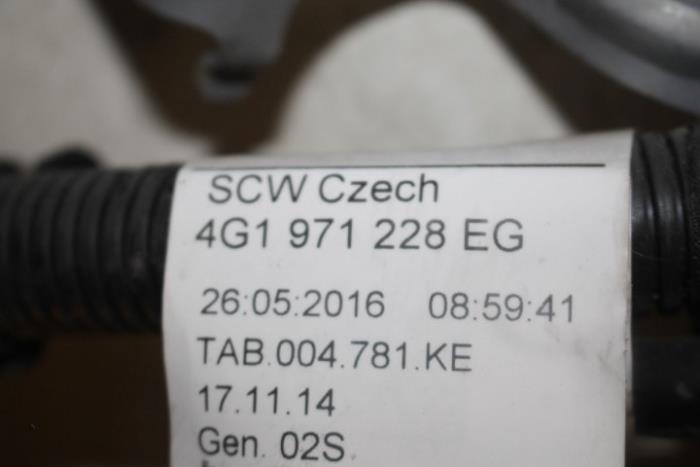 SCW Czech
4G1 971 228 EG
26:05:2016 08:59:41
TAB.004.781.KE
17.11.14
Gen. 02S